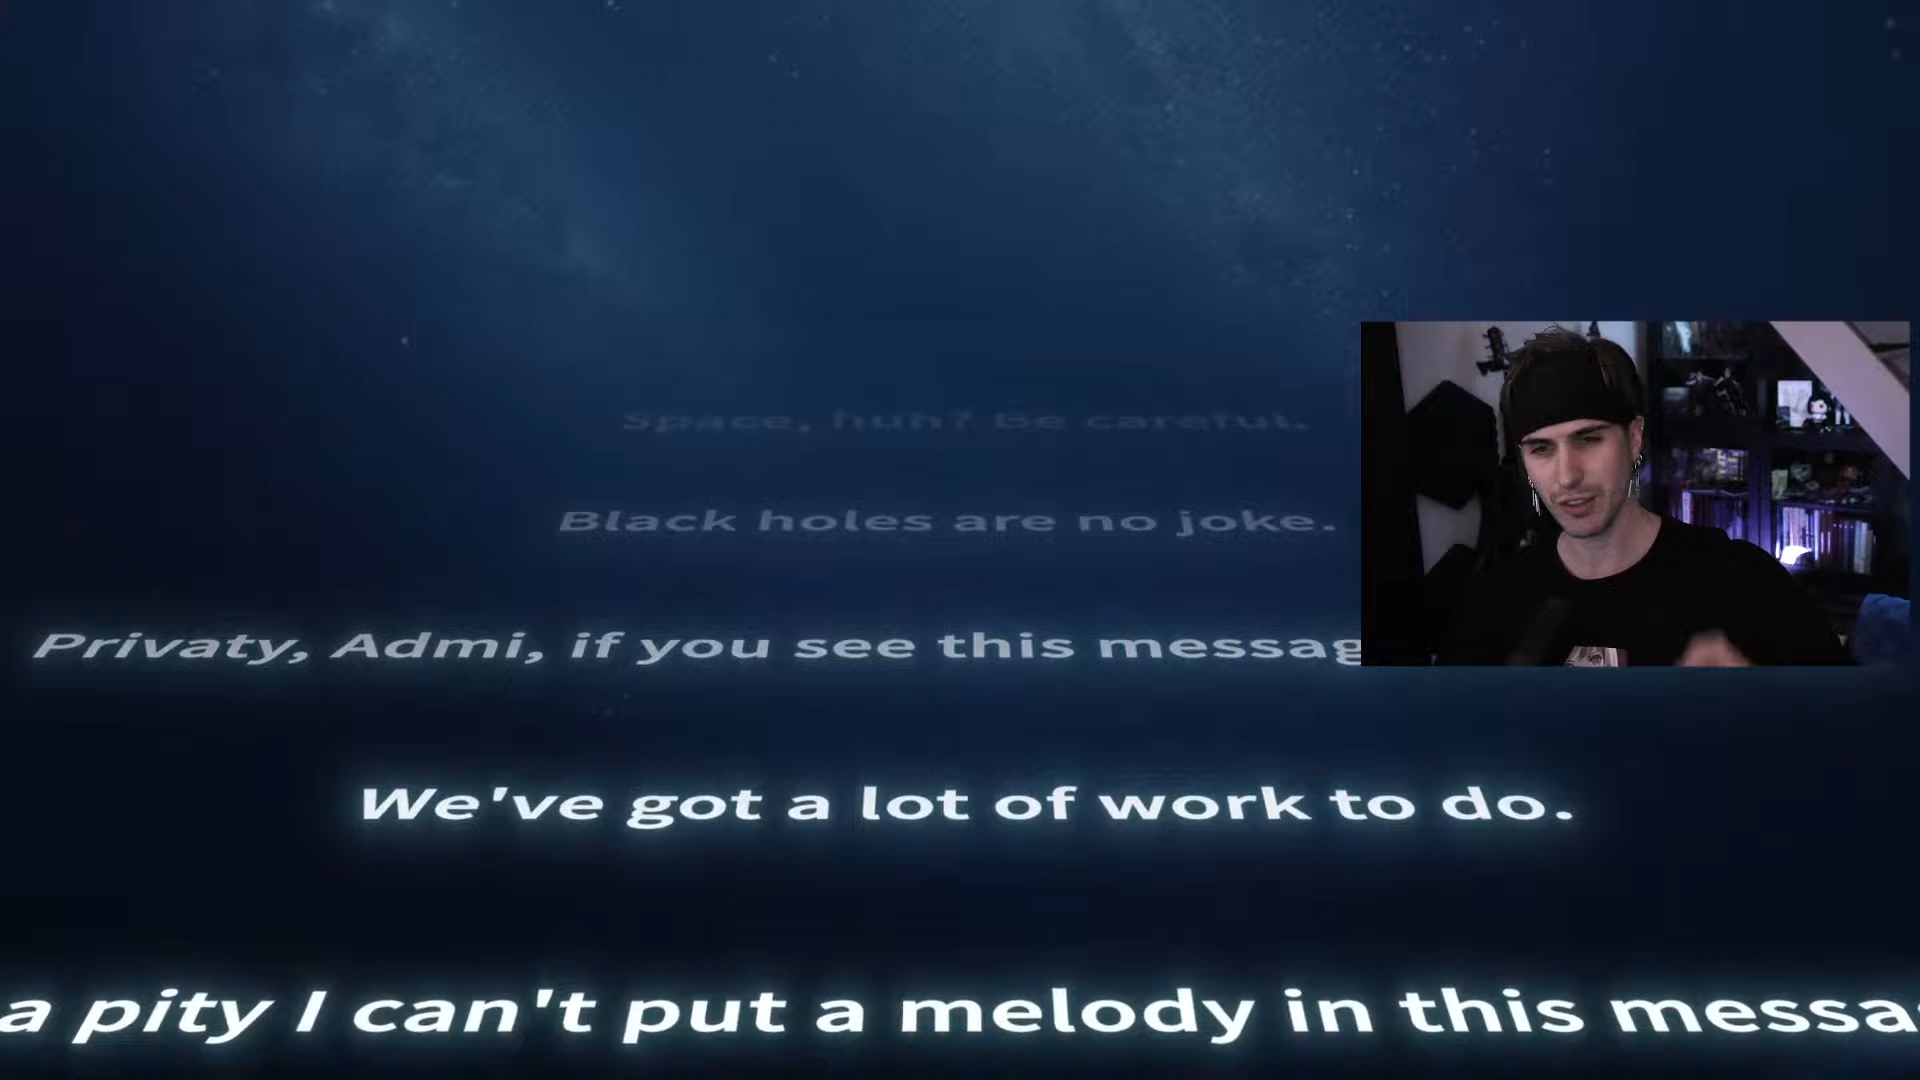 Space, huh? Be careful.
Black holes are no joke.
Privaty, Admi, if you see this messag
We've got a lot of work to do.
a pity I can't put a melody in this messag